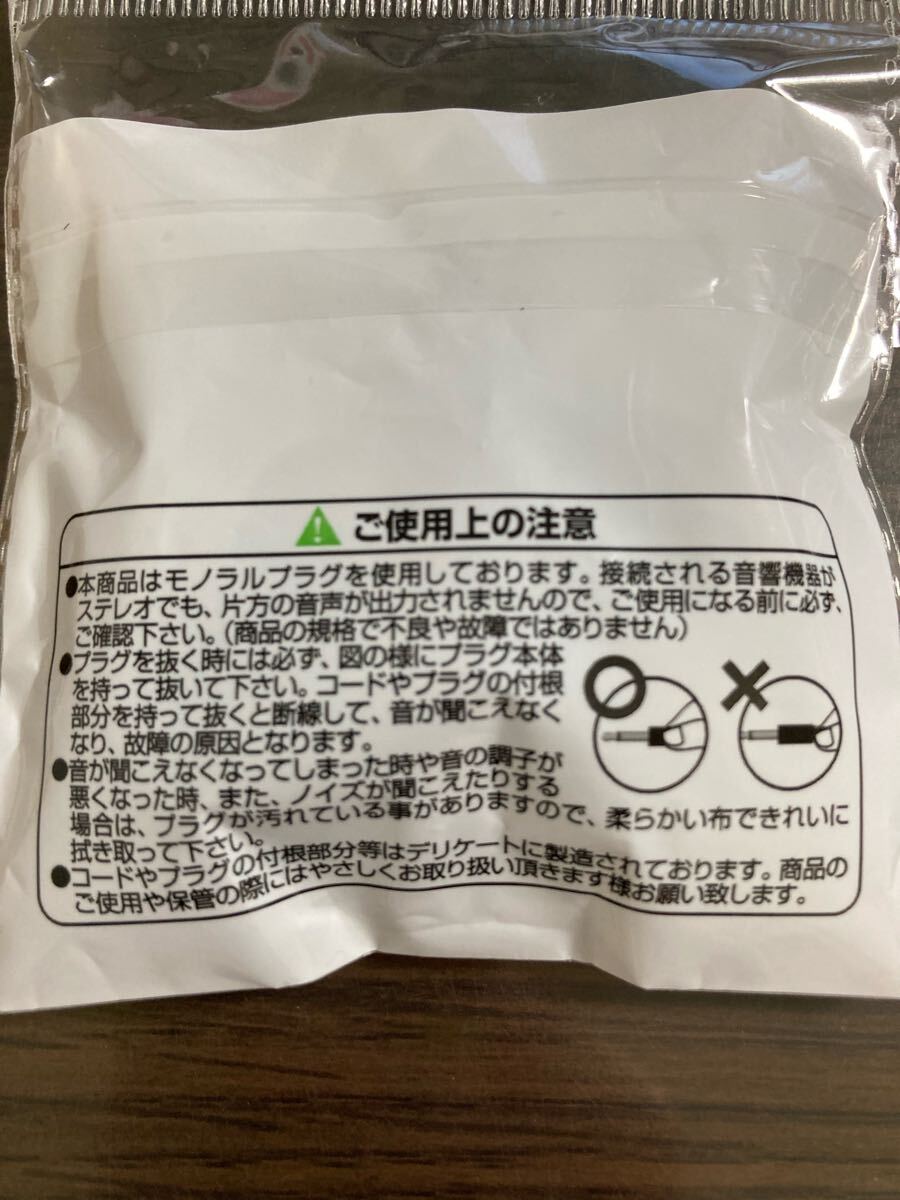 ご使用上の注意
●本商品はモノラルプラグを使用しております。接続される音響機器が
ステレオでも、片方の音声が出力されませんので、ご使用になる前に必ず、
ご確認下さい。(商品の規格で不良や故障ではありません)
●プラグを抜く時には必ず、図の様にプラグ本体
を持って抜いて下さい。コードやプラグの付根
部分を持って抜くと断線して、音が聞こえなく
なり、故障の原因となります。
●音が聞こえなくなってしまった時や音の調子が
悪くなった時、また、ノイズが聞こえたりする
場合は、プラグが汚れている事がありますので、柔らかい布できれいに
拭き取って下さい。
●コードやプラグの付根部分等はデリケートに製造されております。商品の
ご使用や保管の際にはやさしくお取り扱い頂きます様お願い致します。